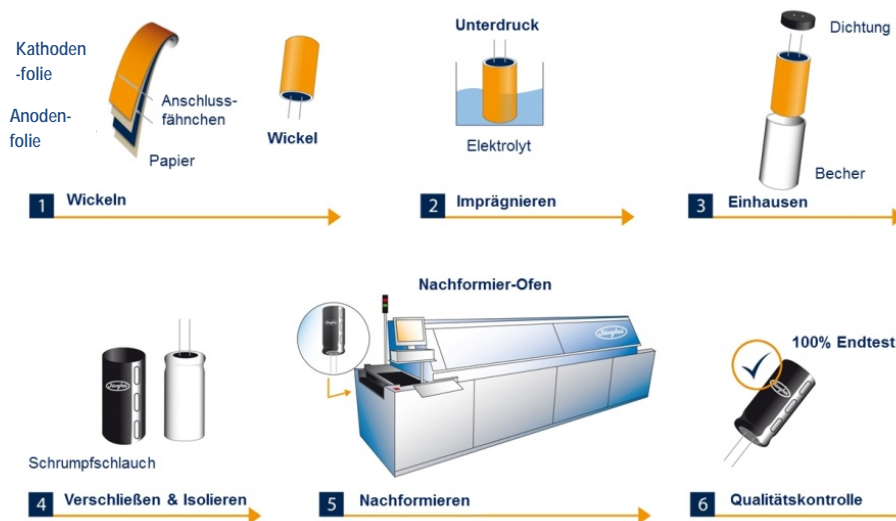 Kathoden
-folie
Anoden-
folie
Anschluss-
fähnchen
Papier
Wickel
1 Wickeln
Unterdruck
Elektrolyt
2 Imprägnieren
Dichtung
Becher
3 Einhausen
Schrumpfschlauch
4 Verschließen & Isolieren
Nachformier-Ofen
Jianghai
5 Nachformieren
100% Endtest
6 Qualitätskontrolle